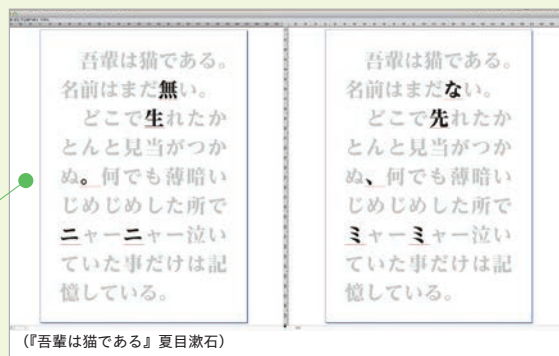 吾輩は猫である。
名前はまだ無い。
どこで生れたか
とんと見当がつか
ぬ。何でも薄暗い
じめじめした所で
ニャーニャー泣い
ていた事だけは記
憶している。
吾輩は猫である。
名前はまだない。
どこで先れたか
とんと見当がつか
ぬ、何でも薄暗い
じめじめした所で
ミャーミャー泣い
ていた事だけは記
憶している。
(『吾輩は猫である』夏目漱石)